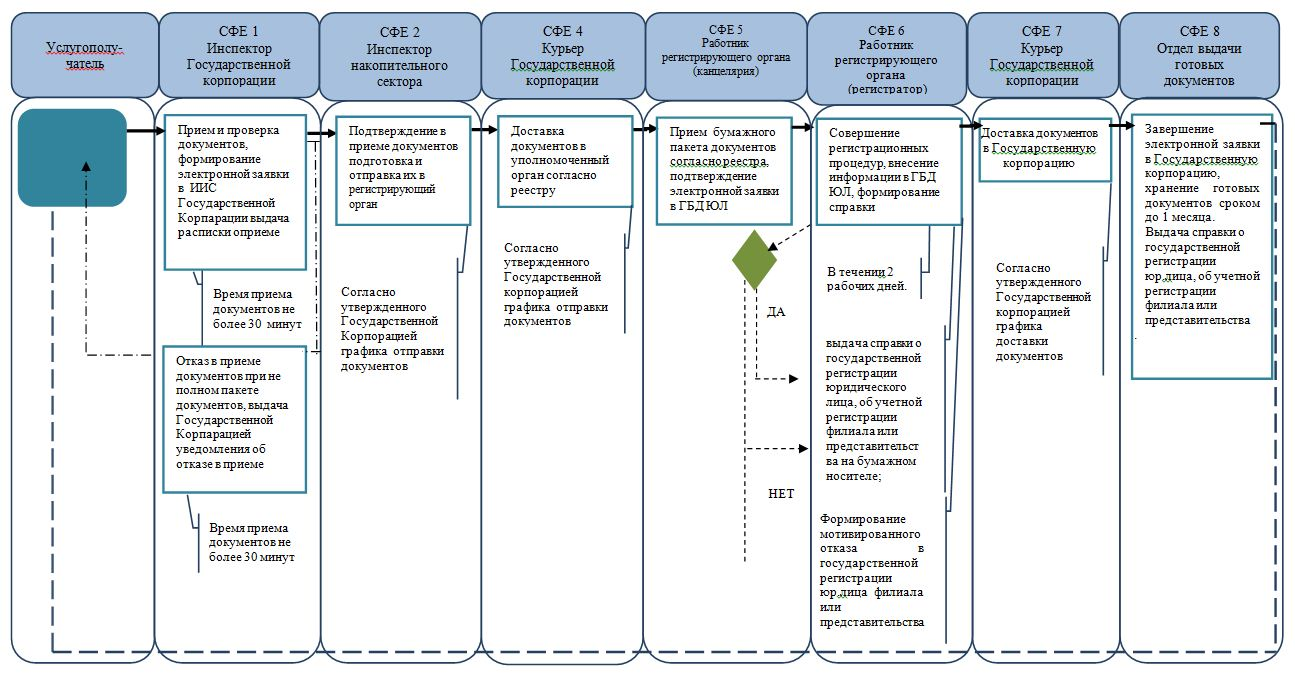 Услугополу-
чатель
СФЕ 1
Инспектор
Государственной
корпорации
СФЕ 2
Инспектор
накопительного
сектора
СФЕ 4
Курьер
Государственной
корпорации
СФЕ 5
Работник
регистрирующего органа
(канцелярия)
СФЕ 6
Работник
регистрирующего
органа
(регистратор)
СФЕ 7
Курьер
Государственной
корпорации
СФЕ 8
Отдел выдачи
готовых
документов
Прием и проверка
документов,
формирование
электронной заявки
в ИИС
Государственной
Корпарации выдача
расписки оприеме
Время приема
документов не
более 30 минут
Отказ в приеме
документов при не
полном пакете
документов, выдача
Государственной
Корпарацией
уведомления об
отказе в приеме
Время приема
документов не
более 30 минут
Подтверждение в
приеме документов
подготовка и
отправка их в
регистрирующий
орган
Согласно
утвержденного
Государственной
Корпорацией
графика отправки
документов
Доставка
документов в
уполномоченный
орган согласно
реестру
Согласно
утвержденного
Государственной
корпорацией
графика отправки
документов
Прием бумажного
пакета документов
согласно реестра,
подтверждение
электронной заявки
в ГБД ЮЛ
ДА
НЕТ
Совершение
регистрационных
процедур, внесение
информации в ГБД
ЮЛ, формирование
справки
В течении 2
рабочих дней.
выдача справки о
государственной
регистрации
юридического
лица, об учетной
регистрации
филиала или
представительст
ва на бумажном
носителе;
Формирование
мотивированного
отказа в
государственной
регистрации
юр.лица филиала
или
представительства
Доставка документов
в Государственную
корпорацию
Согласно
утвержденного
Государственной
корпорацией
графика
доставки
документов
Завершение
электронной заявки
в Государственную
корпорацию,
хранение готовых
документов сроком
до 1 месяца.
Выдача справки о
государственной
регистрации
юр.лица, об учетной
регистрации
филиала или
представительства
.